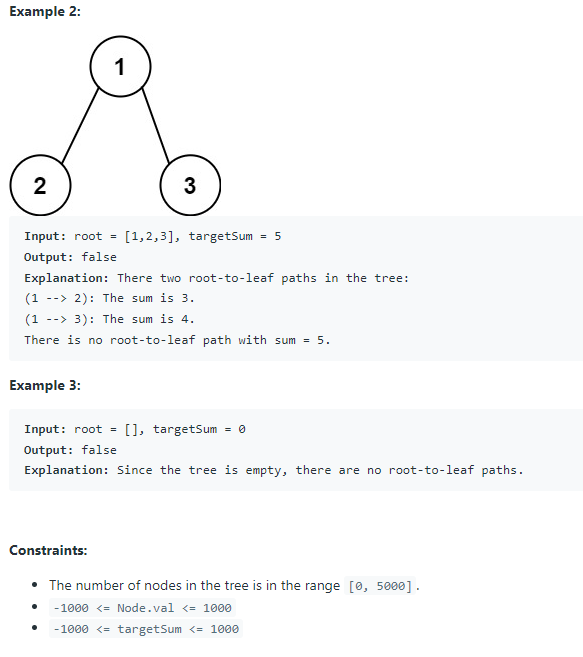 Example 2:
1
2
3
Input: root = [1,2,3], targetSum = 5
Output: false
Explanation: There two root-to-leaf paths in the tree:
(1 --> 2): The sum is 3.
(1 --> 3): The sum is 4.
There is no root-to-leaf path with sum = 5.
Example 3:
Input: root = [], targetSum = 0
Output: false
Explanation: Since the tree is empty, there are no root-to-leaf paths.
Constraints:
• The number of nodes in the tree is in the range [0, 5000].
• -1000 <= Node.val <= 1000
• -1000 <= targetSum <= 1000